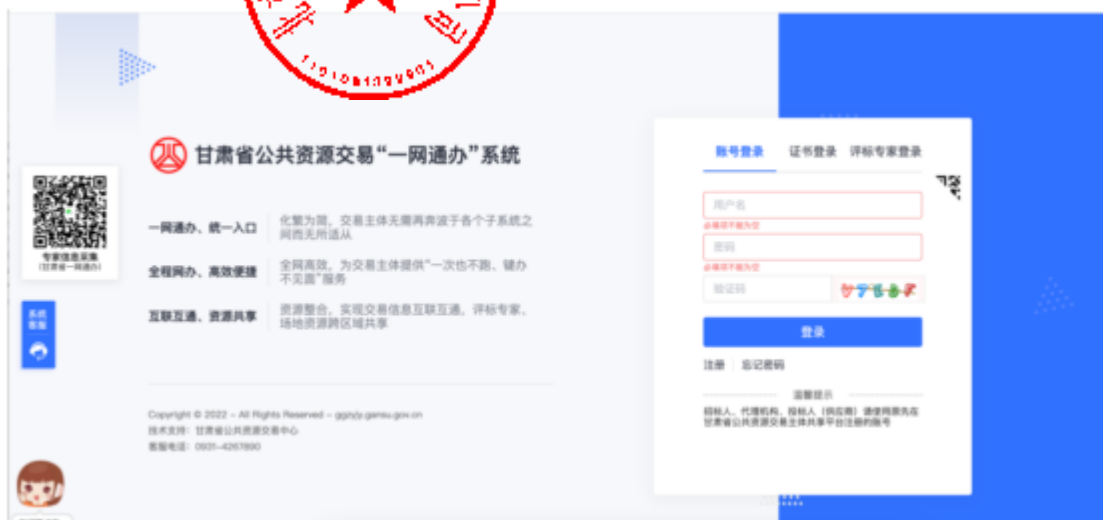 甘肃省公共资源交易“一网通办”系统
专家信息采集
(甘肃省一网通办)
系统
客服
一网通办、统一入口
化繁为简，交易主体无需再奔波于各个子系统之
间而无所适从
全程网办、高效便捷
全网高效，为交易主体提供“一次也不跑、键办
不见面”服务
互联互通、资源共享
资源整合，实现交易信息互联互通，评标专家、
场地资源跨区域共享
Copyright © 2022 – All Rights Reserved – ggzyjy.gansu.gov.cn
技术支持：甘肃省公共资源交易中心
客服电话：0931-4267890
账号登录 证书登录 评标专家登录
用户名
必填项不能为空
密码
必填项不能为空
验证码
登录
注册 忘记密码
温馨提示
招标人、代理机构、投标人（供应商）请使用原先在
甘肃省公共资源交易主体共享平台注册的账号